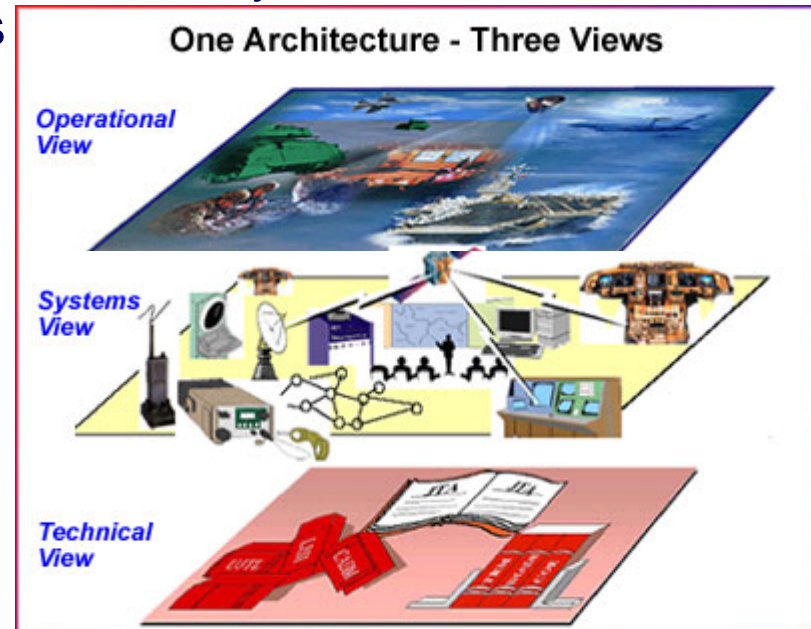 One Architecture - Three Views
Operational
View
Systems
View
Technical
View
JTA
JTA